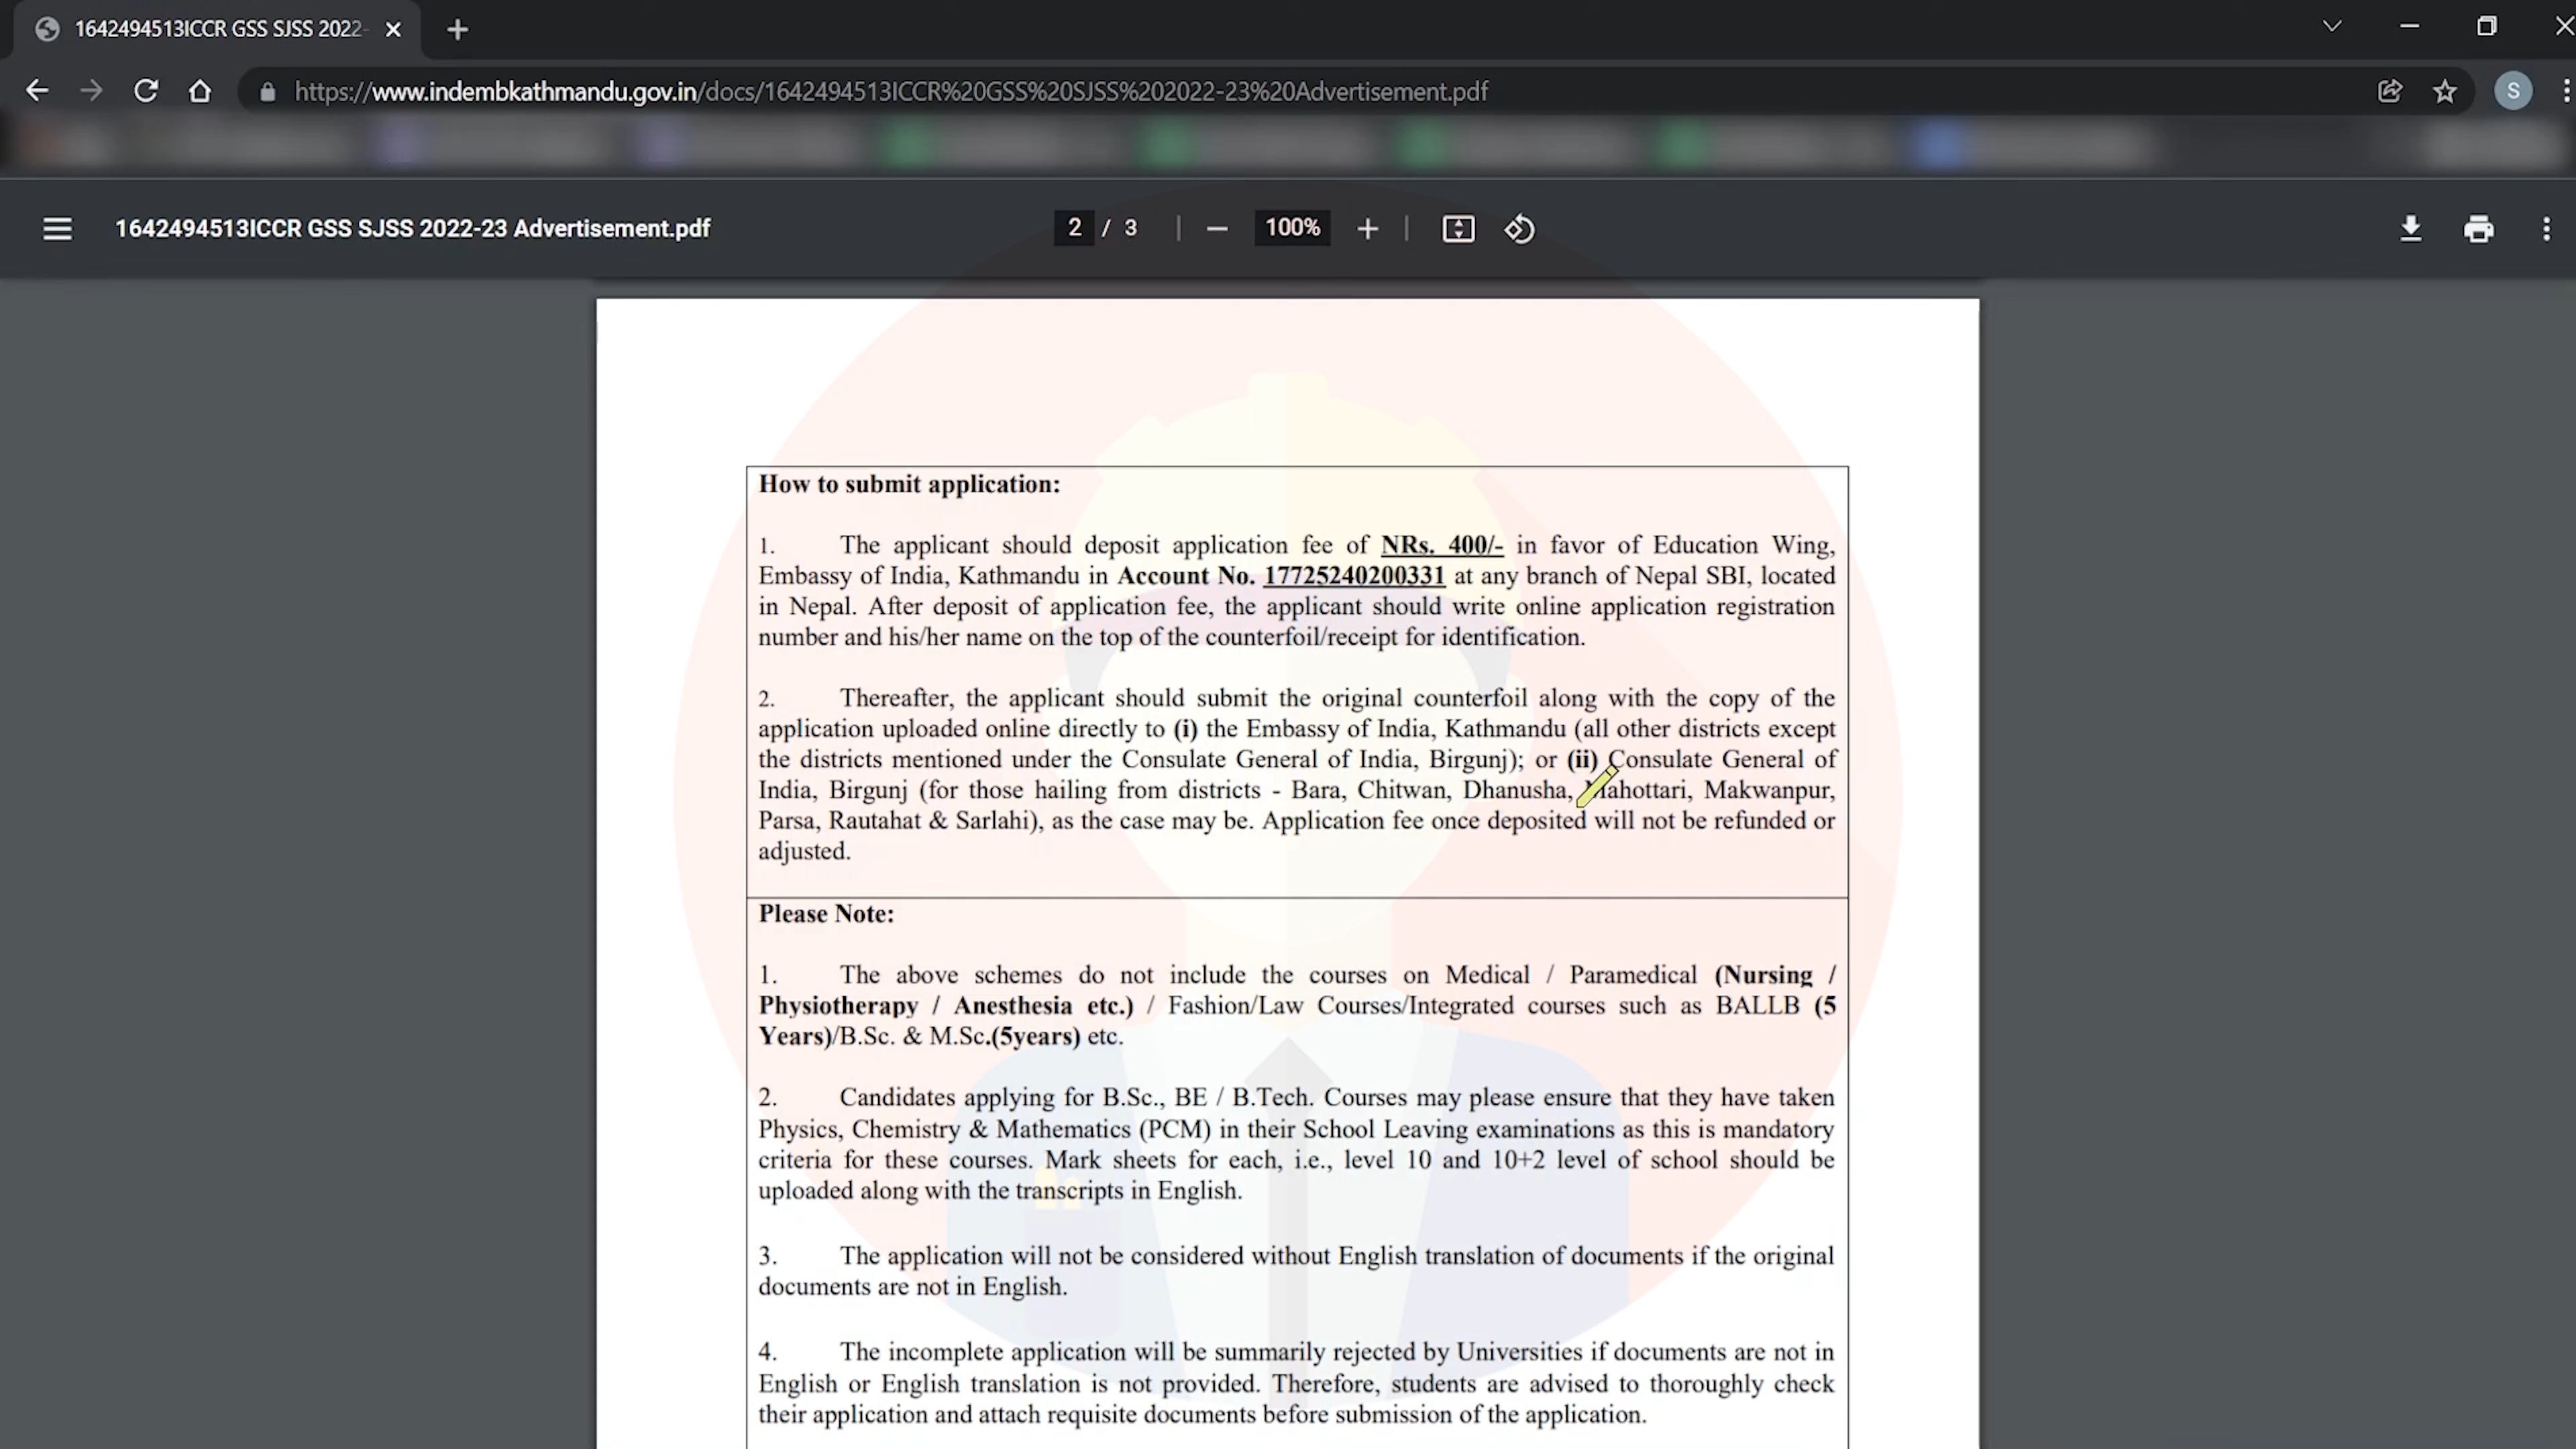 1642494513ICCR GSS SJSS 2022-
https://www.indembkathmandu.gov.in/docs/1642494513ICCR%20GSS%20SJSS%202022-23%20Advertisement.pdf
S
1642494513ICCR GSS SJSS 2022-23 Advertisement.pdf
2 / 3
100%
How to submit application:
1. The applicant should deposit application fee of NRs. 400/- in favor of Education Wing,
Embassy of India, Kathmandu in Account No. 17725240200331 at any branch of Nepal SBI, located
in Nepal. After deposit of application fee, the applicant should write online application registration
number and his/her name on the top of the counterfoil/receipt for identification.
2. Thereafter, the applicant should submit the original counterfoil along with the copy of the
application uploaded online directly to (i) the Embassy of India, Kathmandu (all other districts except
the districts mentioned under the Consulate General of India, Birgunj); or (ii) Consulate General of
India, Birgunj (for those hailing from districts - Bara, Chitwan, Dhanusha, Mahottari, Makwanpur,
Parsa, Rautahat & Sarlahi), as the case may be. Application fee once deposited will not be refunded or
adjusted.
Please Note:
1. The above schemes do not include the courses on Medical / Paramedical (Nursing /
Physiotherapy / Anesthesia etc.) / Fashion/Law Courses/Integrated courses such as BALLB (5
Years)/B.Sc. & M.Sc.(5years) etc.
2. Candidates applying for B.Sc., BE / B.Tech. Courses may please ensure that they have taken
Physics, Chemistry & Mathematics (PCM) in their School Leaving examinations as this is mandatory
criteria for these courses. Mark sheets for each, i.e., level 10 and 10+2 level of school should be
uploaded along with the transcripts in English.
3. The application will not be considered without English translation of documents if the original
documents are not in English.
4. The incomplete application will be summarily rejected by Universities if documents are not in
English or English translation is not provided. Therefore, students are advised to thoroughly check
their application and attach requisite documents before submission of the application.